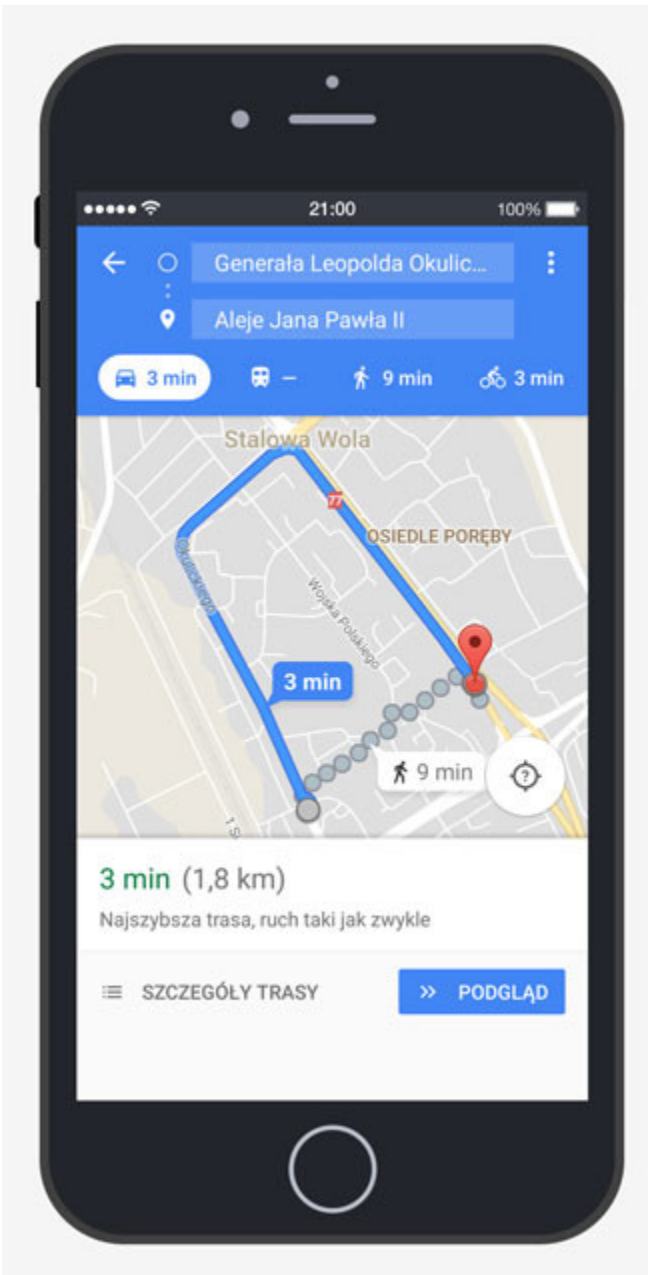 21:00
100%
Generała Leopolda Okulic...
Aleje Jana Pawła II
3 min
–
9 min
3 min
Stalowa Wola
77
OSIEDLE PORĘBY
Okulickiego
Wojska Polskiego
3 min
9 min
?
1 S
3 min (1,8 km)
Najszybsza trasa, ruch taki jak zwykle
SZCZEGÓŁY TRASY
PODGLĄD